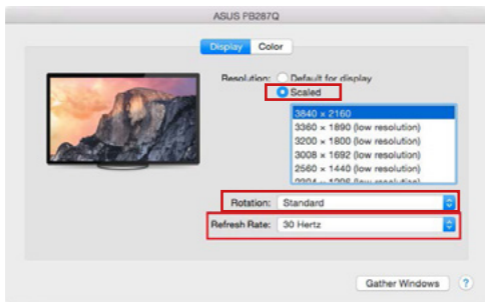 ASUS PB287Q
Display Color
Resolution: Default for display
Scaled
3840 × 2160
3360 × 1890 (low resolution)
3200 × 1800 (low resolution)
3008 × 1692 (low resolution)
2560 × 1440 (low resolution)
Rotation: Standard
Refresh Rate: 30 Hertz
Gather Windows ?